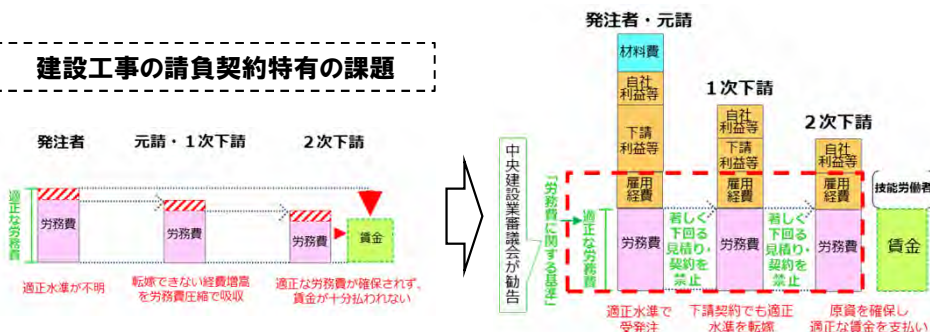 建設工事の請負契約特有の課題
発注者
元請・1次下請
2次下請
適正な労務費
労務費
労務費
労務費
賃金
適正水準が不明
転嫁できない経費増高
を労務費圧縮で吸収
適正な労務費が確保されず、
賃金が十分払われない
発注者・元請
材料費
自社
利益等
下請
利益等
雇用
経費
労務費
1次下請
自社
利益等
下請
利益等
雇用
経費
労務費
2次下請
自社
利益等
雇用
経費
労務費
技能労働者
賃金
中央建設業審議会が勧告
「労務費に関する基準」
適正な労務費
著しく
下回る
見積り・
契約を
禁止
著しく
下回る
見積り・
契約を
禁止
適正水準で
受発注
下請契約でも適正
水準を転嫁
原資を確保し
適正な賃金を支払い